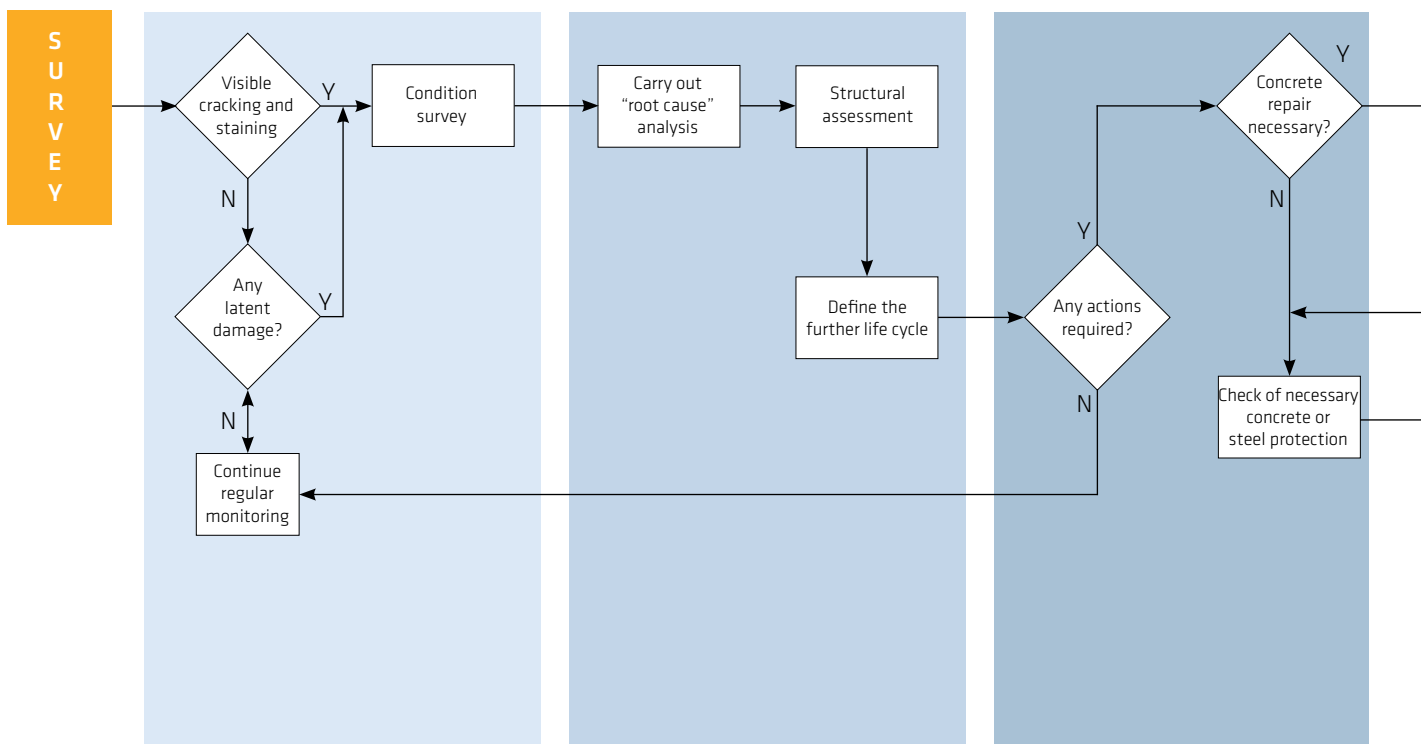 S
U
R
V
E
Y
Visible
cracking and
staining
Y
N
Condition
survey
Any
latent
damage?
Y
N
Continue
regular
monitoring
Carry out
“root cause”
analysis
Structural
assessment
Define the
further life cycle
Any actions
required?
Y
N
Concrete
repair
necessary?
Y
N
Check of necessary
concrete or
steel protection